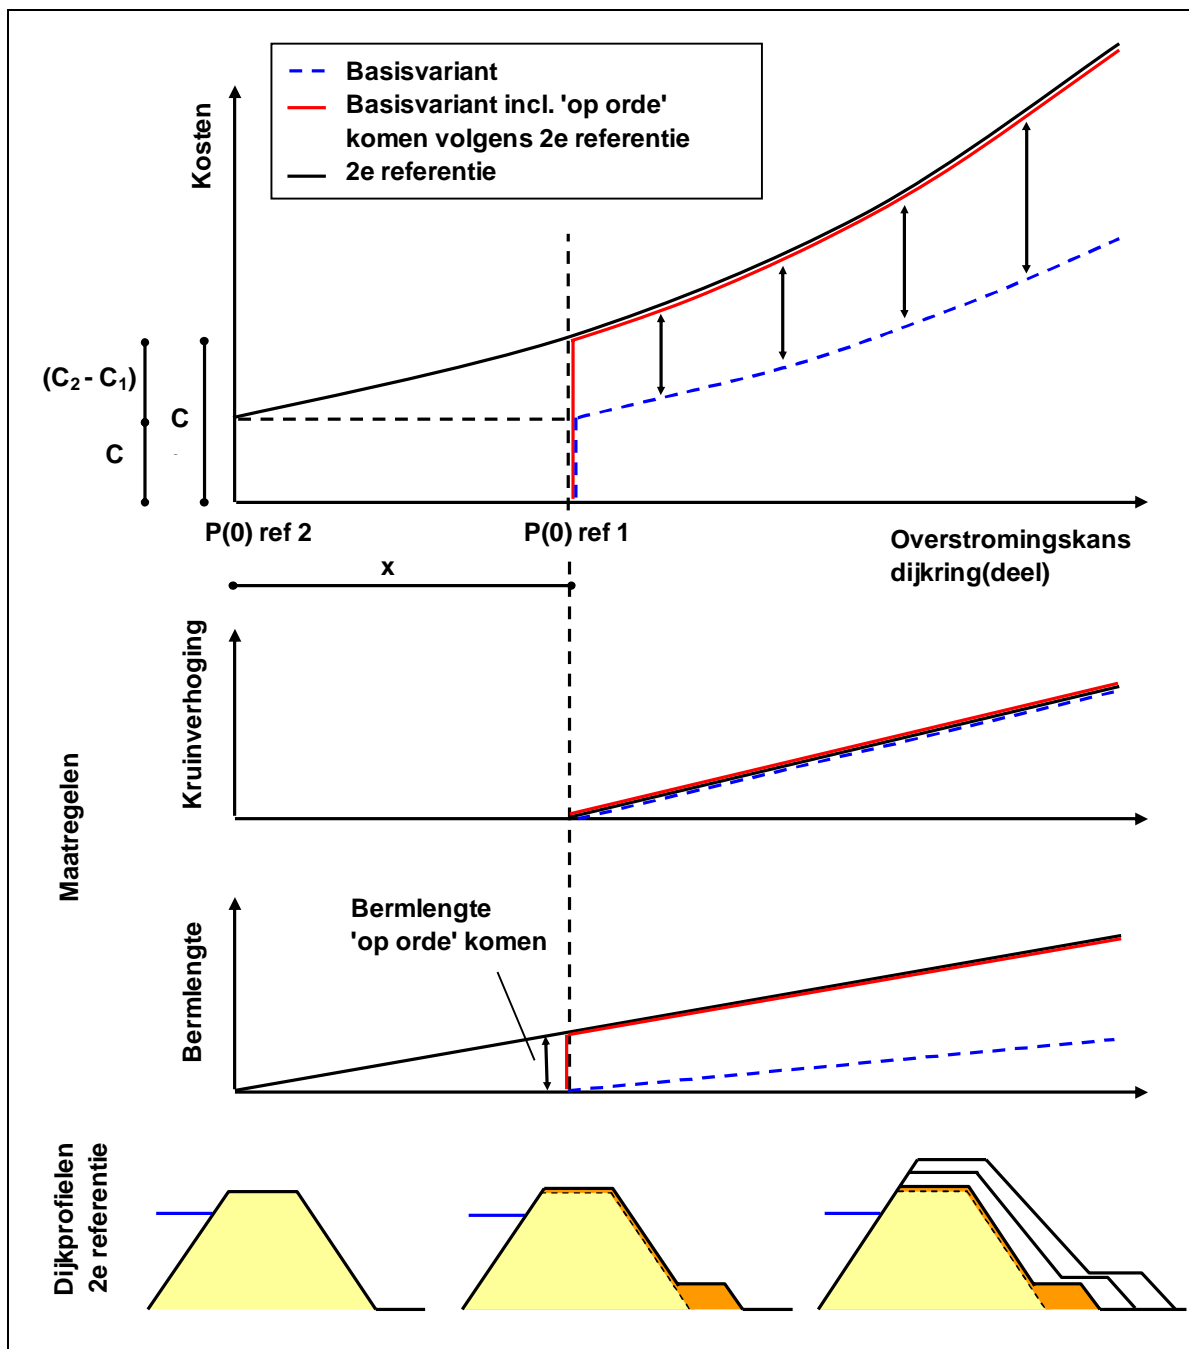 Basisvariant
Basisvariant incl. 'op orde'
komen volgens 2e referentie
2e referentie
Kosten
(C2 - C1)
C
C
P(0) ref 2
P(0) ref 1
Overstromingskans
dijkring(deel)
x
Maatregelen
Kruinverhoging
Bermlengte
'op orde' komen
Bermlengte
Dijkprofielen
2e referentie